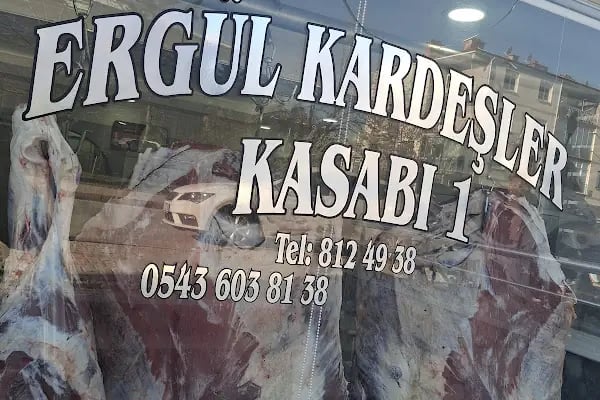 ERGÜL KARDEŞLER
KASABI 1
Tel: 812 49 38
0543 603 81 38